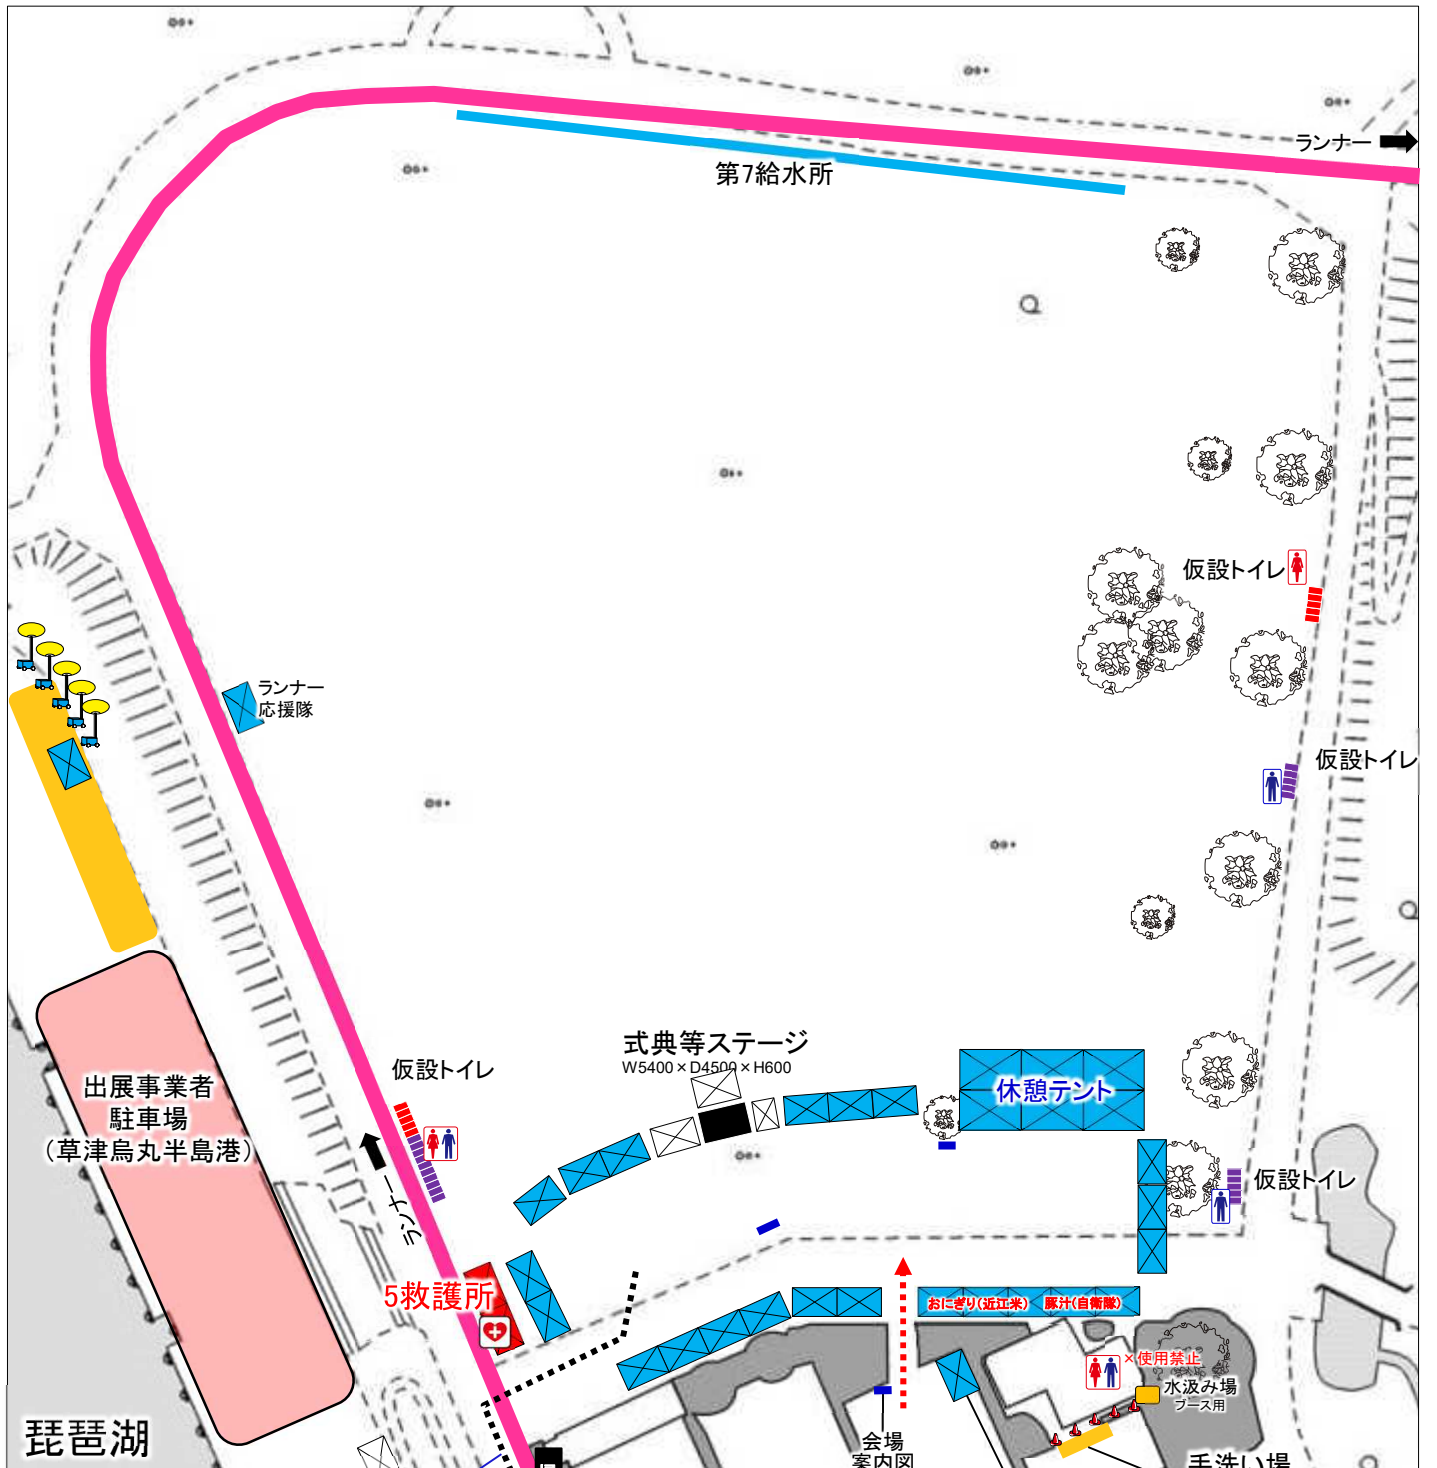 ランナー
第7給水所
仮設トイレ
ランナー
応援隊
仮設トイレ
式典等ステージ
W5400×D4500×H600
仮設トイレ
出展事業者
駐車場
（草津烏丸半島港）
休憩テント
ランナー
仮設トイレ
5救護所
おにぎり(近江米)　豚汁(自衛隊)
×使用禁止
水汲み場
ブース用
琵琶湖
会場
案内図
手洗い場